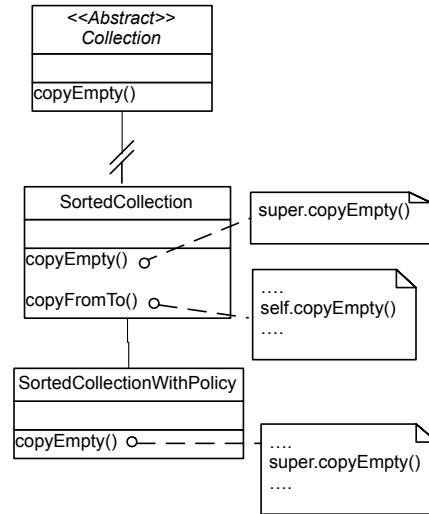 <<Abstract>>
Collection
copyEmpty()
SortedCollection
copyEmpty()
super.copyEmpty()
copyFromTo()
....
self.copyEmpty()
....
SortedCollectionWithPolicy
copyEmpty()
....
super.copyEmpty()
....